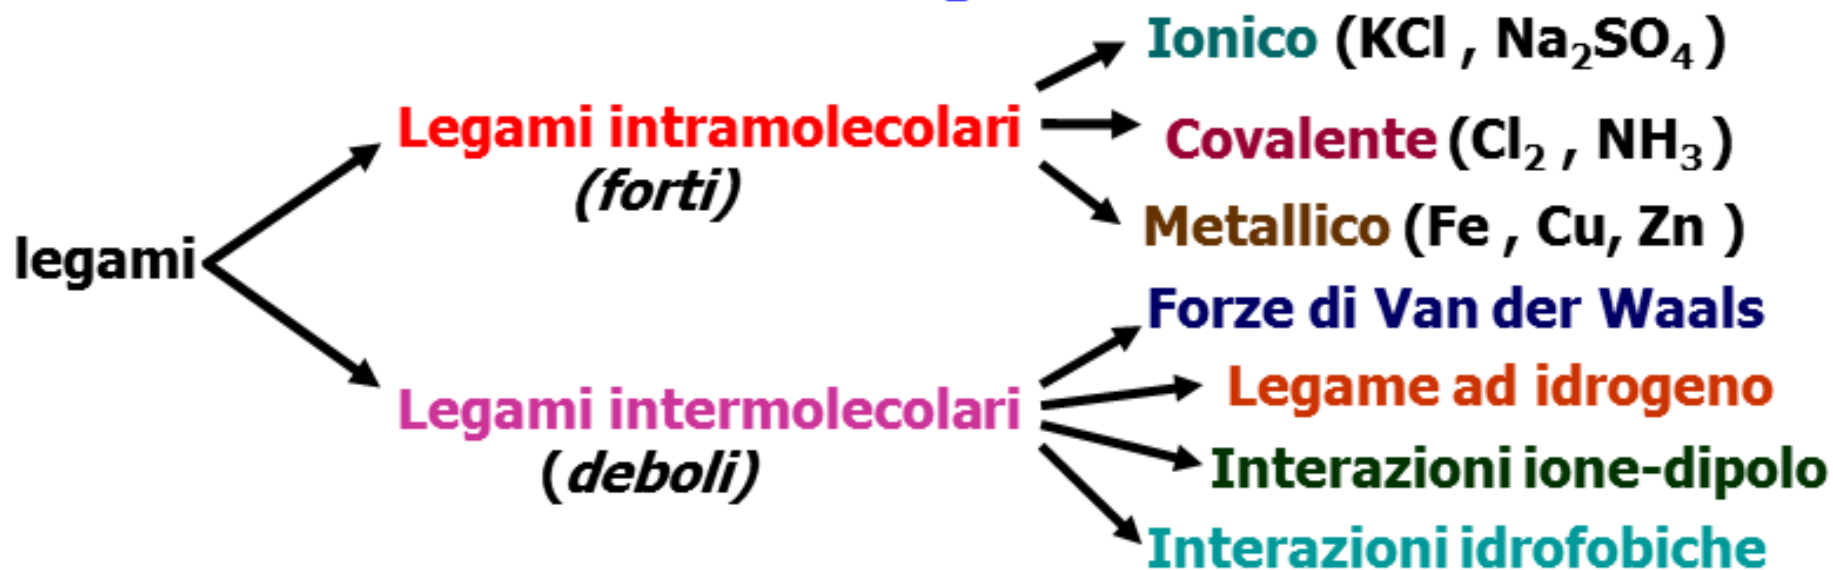 Ionico (KCl , Na₂SO₄ )
Legami intramolecolari
(forti)
Covalente (Cl₂ , NH₃ )
Metallico (Fe , Cu, Zn )
legami
Forze di Van der Waals
Legami intermolecolari
(deboli)
Legame ad idrogeno
Interazioni ione-dipolo
Interazioni idrofobiche